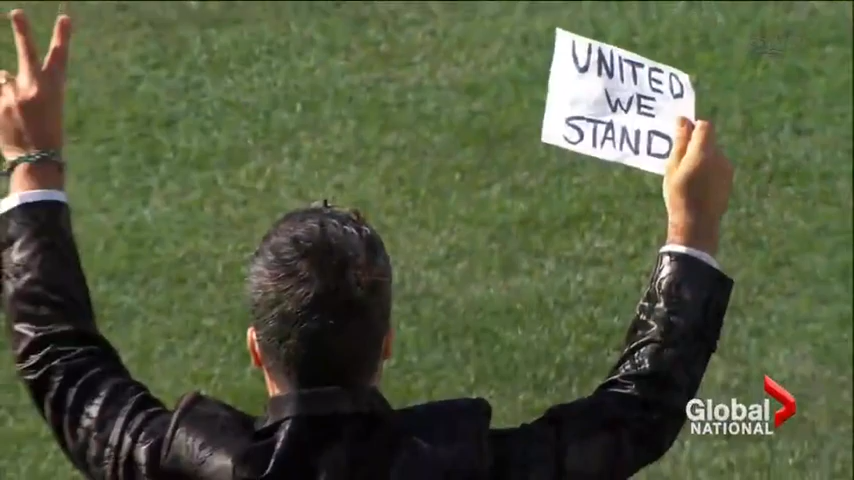 UNITED
WE
STAND
Global
NATIONAL